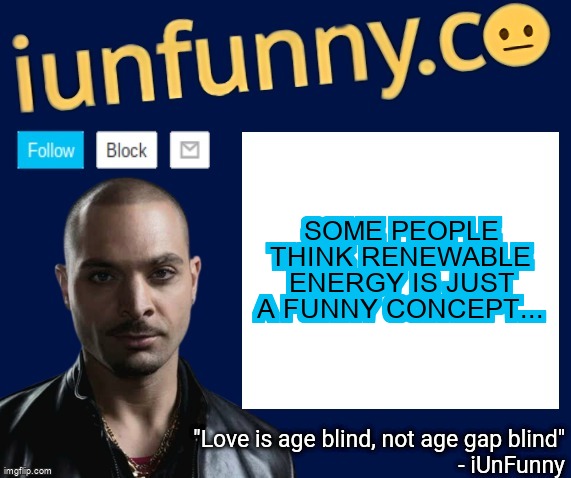 iunfunny.c😐
Follow Block
SOME PEOPLE
THINK RENEWABLE
ENERGY IS JUST
A FUNNY CONCEPT...
"Love is age blind, not age gap blind"
- iUnFunny
imgflip.com